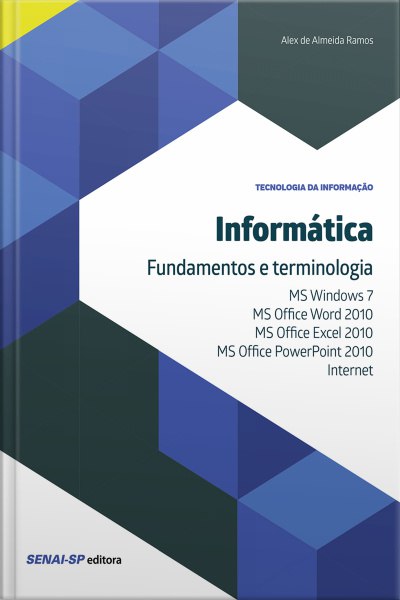 Alex de Almeida Ramos
TECNOLOGIA DA INFORMAÇÃO
Informática
Fundamentos e terminologia
MS Windows 7
MS Office Word 2010
MS Office Excel 2010
MS Office PowerPoint 2010
Internet
SENAI-SP editora